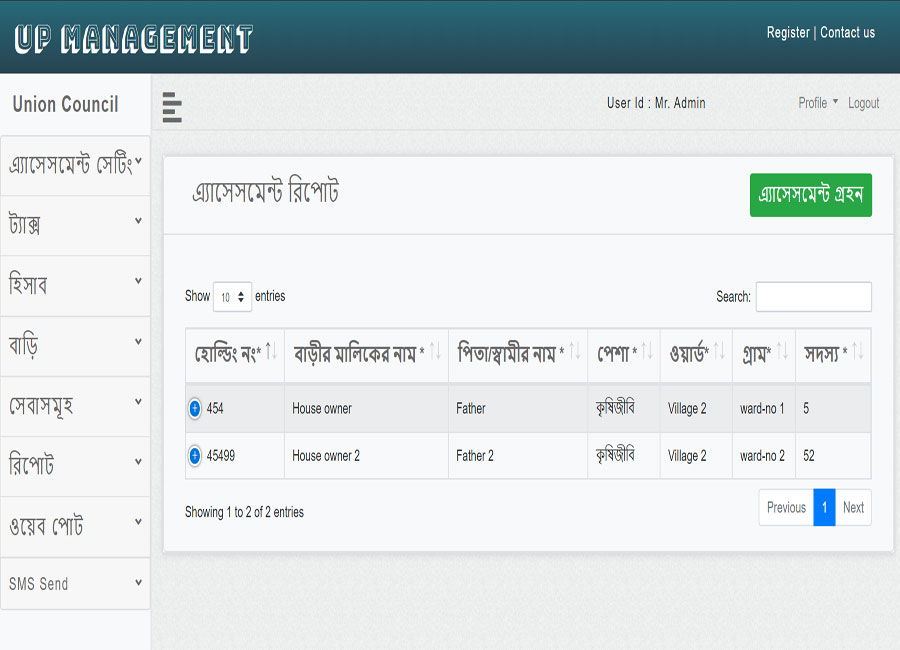 UP MANAGEMENT
Register | Contact us
Union Council
User Id : Mr. Admin
Profile Logout
এ্যাসেসমেন্ট সেটিং
ট্যাক্স
হিসাব
বাড়ি
সেবাসমূহ
রিপোর্ট
ওয়েব পোর্ট
SMS Send
এ্যাসেসমেন্ট রিপোর্ট
এ্যাসেসমেন্ট গ্রহন
Show 10 entries
Search:
হোল্ডিং নং* বাড়ীর মালিকের নাম * পিতা/স্বামীর নাম * পেশা * ওয়ার্ড* গ্রাম* সদস্য *
454 House owner Father কৃষিজীবি Village 2 ward-no 1 5
45499 House owner 2 Father 2 কৃষিজীবি Village 2 ward-no 2 52
Showing 1 to 2 of 2 entries
Previous 1 Next